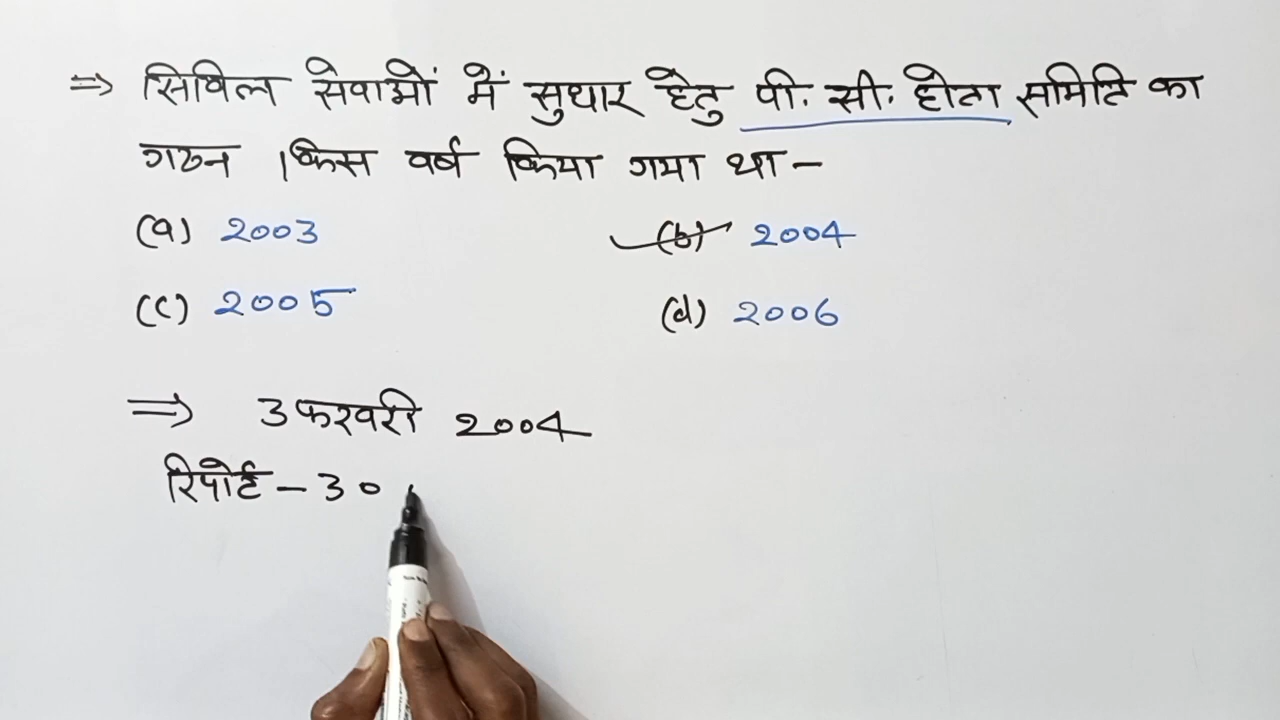 ⇒ सिविल सेवाओं में सुधार हेतु पी. सी. होता समिति का
गठन किस वर्ष किया गया था –
(a) 2003
(b) 2004
(c) 2005
(d) 2006
⇒ 3 फरवरी 2004
रिपोर्ट – 30